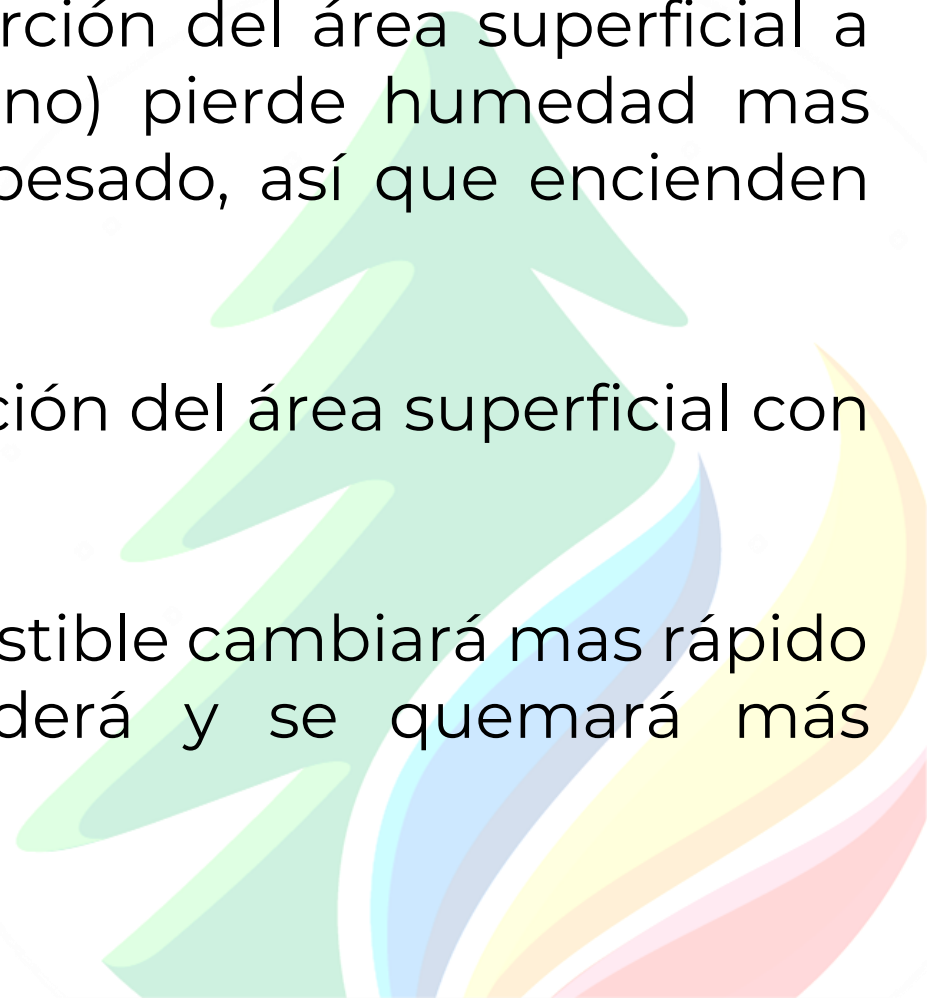 rción del área superficial a
no) pierde humedad mas
pesado, así que encienden
ción del área superficial con
stible cambiará mas rápido
derá y se quemará más